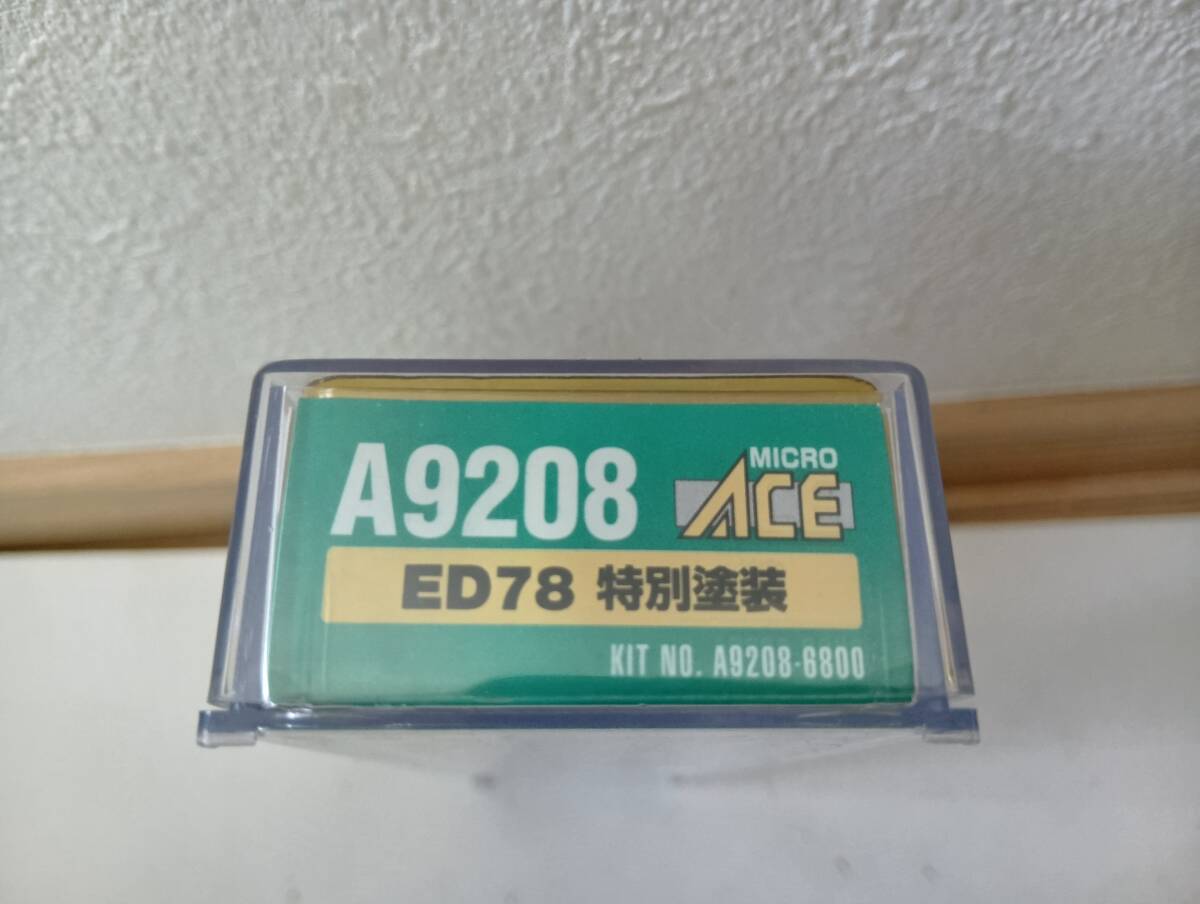 A9208
MICRO
ACE
ED78 特別塗装
KIT NO. A9208-6800